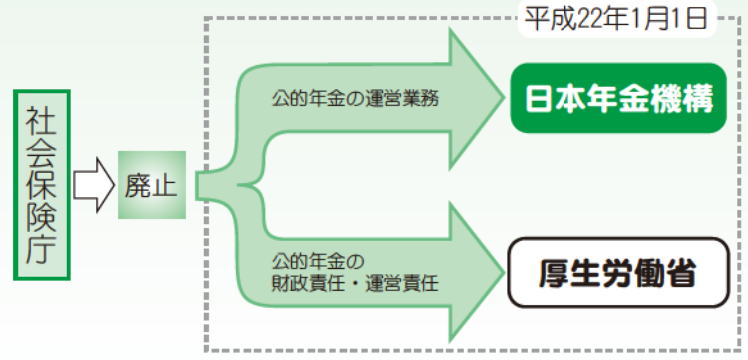 平成22年1月1日
社会保険庁
廃止
公的年金の運営業務
日本年金機構
公的年金の
財政責任・運営責任
厚生労働省